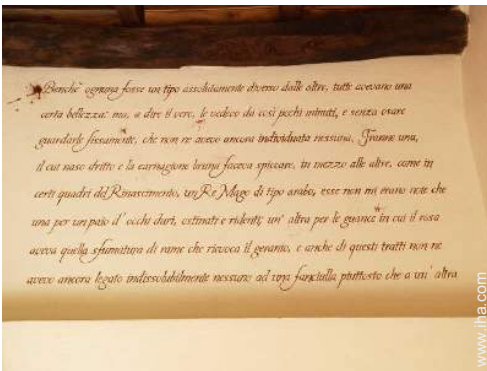 Benchè ognuna fosse un tipo assolutamente diverso dalle altre, tutte avevano una
certa bellezza: ma, a dire il vero, le vedevo da così pochi minuti, e senza osare
guardarle fissamente, che non ne avevo ancora individuata nessuna. Tranne una,
il cui naso dritto e la carnagione bruna faceva spiccare, in mezzo alle altre, come in
certi quadri del Rinascimento, un Re Mago di tipo arabo, esse non mi erano note che
una per un paio d' occhi duri, ostinati e ridenti; un' altra per le guance in cui il rosa
aveva quella sfumatura di rame che rievoca il geranio, e anche di questi tratti non ne
avevo ancora legato indissolubilmente nessuno ad una fanciulla piuttosto che a un' altra
www.iha.com